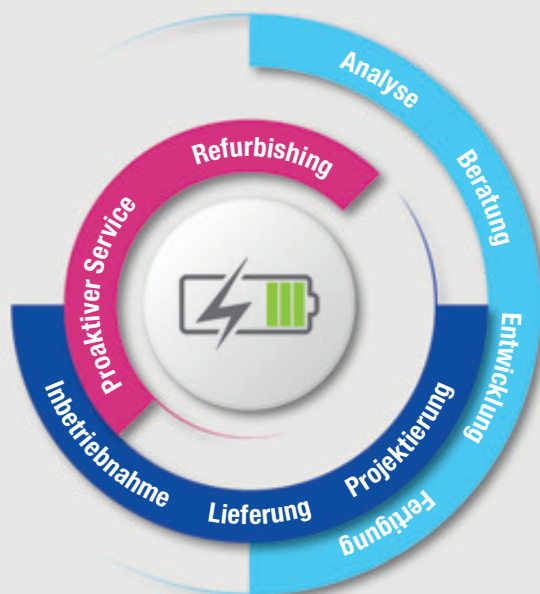 Analyse
Beratung
Entwicklung
Fertigung
Projektierung
Lieferung
Inbetriebnahme
Proaktiver Service
Refurbishing